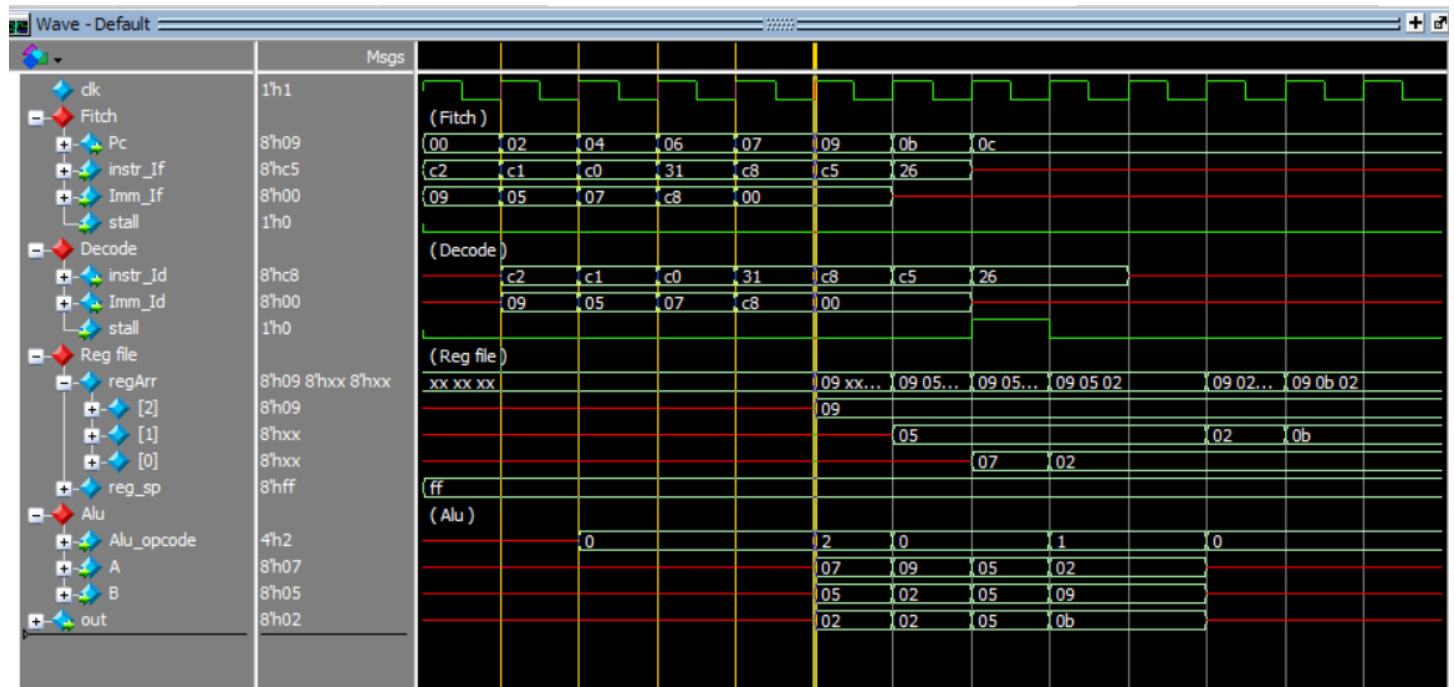 Wave - Default
Msgs
clk 1'h1
Fitch (Fitch)
Pc 8'h09 00 02 04 06 07 09 0b 0c
instr_If 8'hc5 c2 c1 c0 31 c8 c5 26
Imm_If 8'h00 09 05 07 c8 00
stall 1'h0
Decode (Decode)
instr_Id 8'hc8 c2 c1 c0 31 c8 c5 26
Imm_Id 8'h00 09 05 07 c8 00
stall 1'h0
Reg file (Reg file)
regArr 8'h09 8'hxx 8'hxx xx xx xx 09 xx... 09 05... 09 05... 09 05 02 09 02... 09 0b 02
[2] 8'h09 09
[1] 8'hxx 05 02 0b
[0] 8'hxx 07 02
reg_sp 8'hff ff
Alu (Alu)
Alu_opcode 4'h2 0 2 0 1 0
A 8'h07 07 09 05 02
B 8'h05 05 02 05 09
out 8'h02 02 02 05 0b